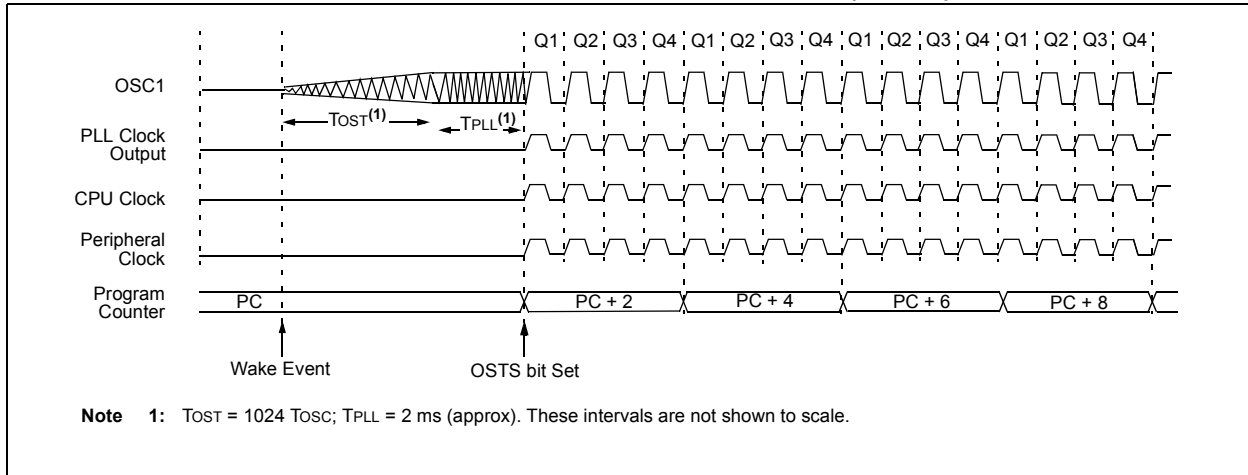 Q1 Q2 Q3 Q4 Q1 Q2 Q3 Q4 Q1 Q2 Q3 Q4 Q1 Q2 Q3 Q4
OSC1
TOST(1) TPLL(1)
PLL Clock
Output
CPU Clock
Peripheral
Clock
Program
Counter
PC PC + 2 PC + 4 PC + 6 PC + 8
Wake Event OSTS bit Set
Note 1: TOST = 1024 TOSC; TPLL = 2 ms (approx). These intervals are not shown to scale.